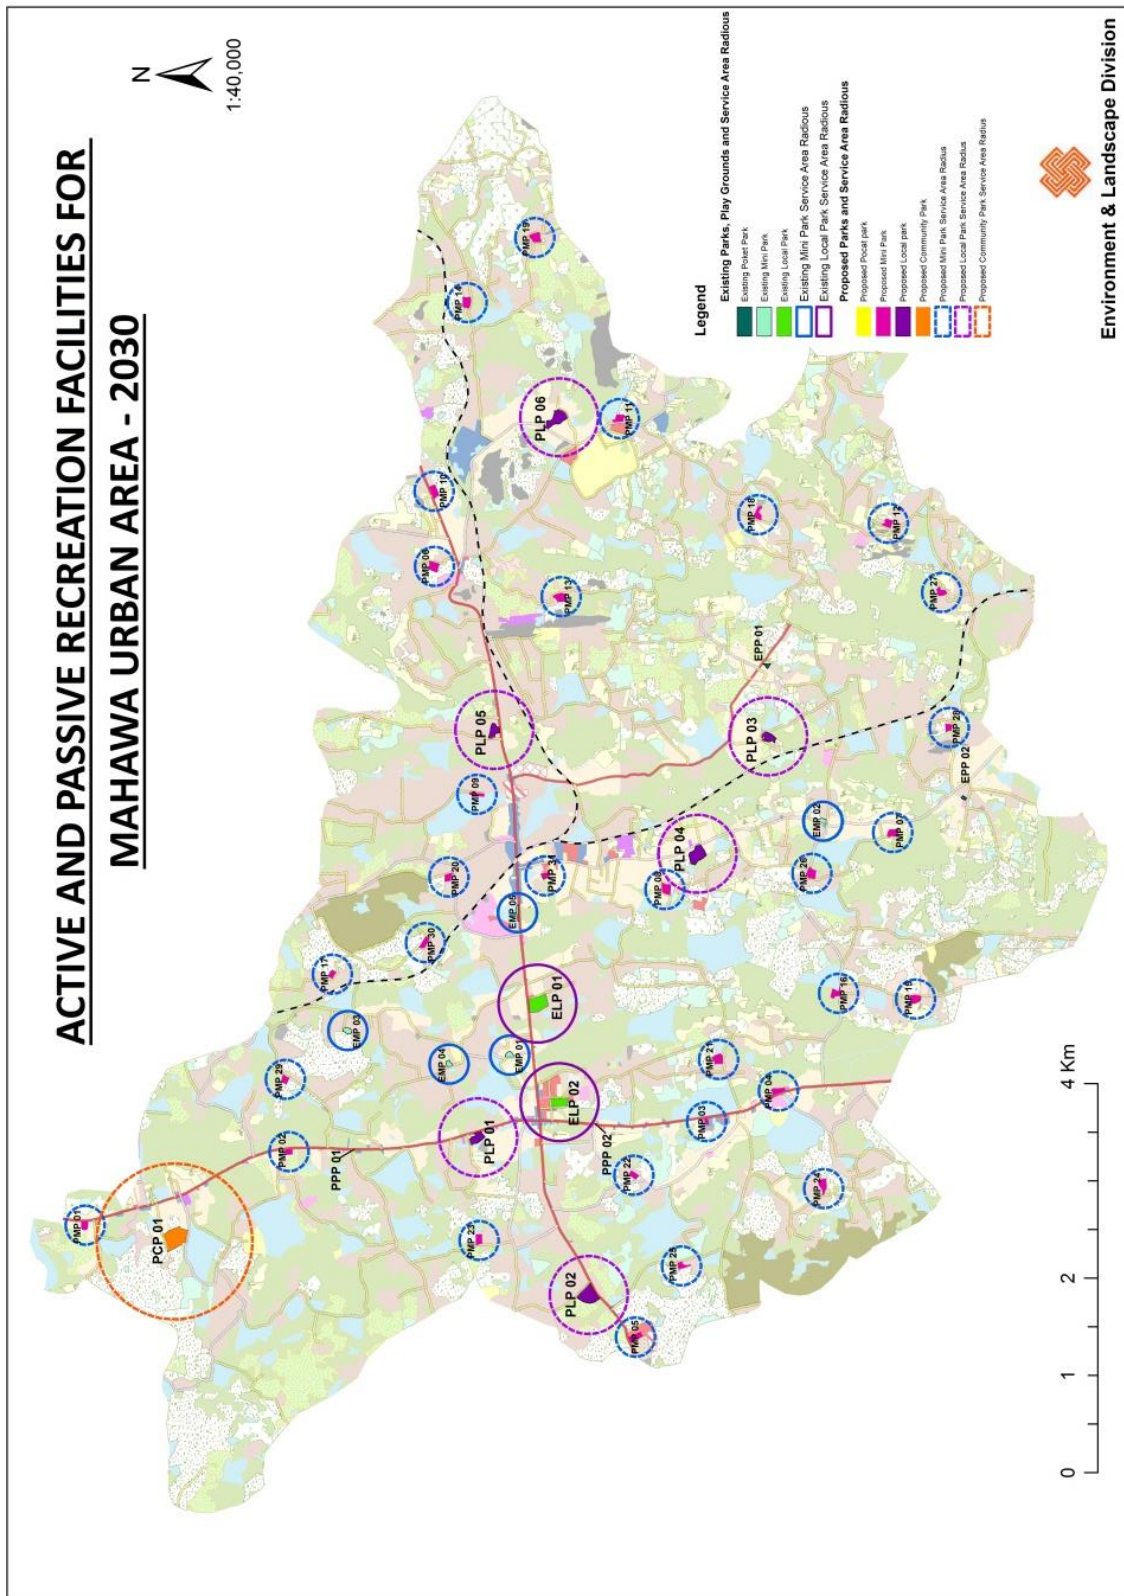 ACTIVE AND PASSIVE RECREATION FACILITIES FOR
MAHAWA URBAN AREA - 2030
N
1:40,000
PMP 01
PCP 01
PMP 02
PMP 29
PPP 01
EMP 03
PMP 17
PMP 30
PMP 20
EMP 04
PMP 23
PLP 01
EMP 01
EMP 05
PMP 09
PLP 05
PMP 06
PMP 10
PMP 14
PMP 19
PLP 02
ELP 02
ELP 01
PMP 31
PMP 13
PLP 06
PMP 11
PMP 05
PMP 25
PMP 22
PPP 02
PMP 03
PMP 21
PMP 08
PLP 04
PLP 03
EPP 01
PMP 18
PMP 24
PMP 04
PMP 16
PMP 26
EMP 02
PMP 15
PMP 07
PMP 12
PMP 28
EPP 02
PMP 27
Legend
Existing Parks, Play Grounds and Service Area Radious
Existing Poket Park
Existing Mini Park
Existing Local Park
Existing Mini Park Service Area Radious
Existing Local Park Service Area Radious
Proposed Parks and Service Area Radious
Proposed Pocat park
Proposed Mini Park
Proposed Local park
Proposed Community Park
Proposed Mini Park Service Area Radius
Proposed Local Park Service Area Radius
Proposed Community Park Service Area Radius
0 1 2 4 Km
Environment & Landscape Division